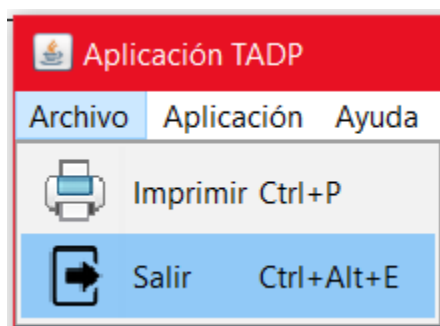 Aplicación TADP
Archivo Aplicación Ayuda
Imprimir Ctrl+P
Salir Ctrl+Alt+E